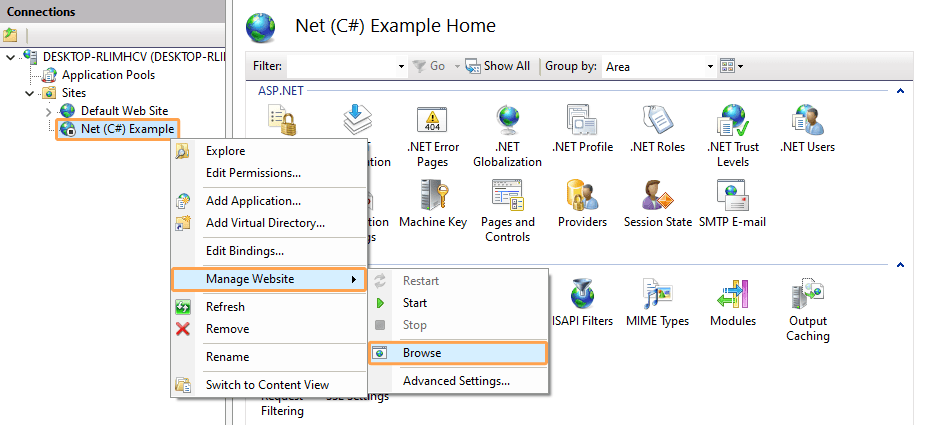 Connections
DESKTOP-RLIMHCV (DESKTOP-RLIM
Application Pools
Sites
Default Web Site
Net (C#) Example
Net (C#) Example Home
Filter:
Go
Show All
Group by:
Area
ASP.NET
.NET Error Pages
.NET Globalization
.NET Profile
.NET Roles
.NET Trust Levels
.NET Users
404
Machine Key
Pages and Controls
Providers
Session State
SMTP E-mail
ISAPI Filters
MIME Types
Modules
Output Caching
Request Filtering
SSL Settings
Explore
Edit Permissions...
Add Application...
Add Virtual Directory...
Edit Bindings...
Manage Website
Refresh
Remove
Rename
Switch to Content View
Restart
Start
Stop
Browse
Advanced Settings...